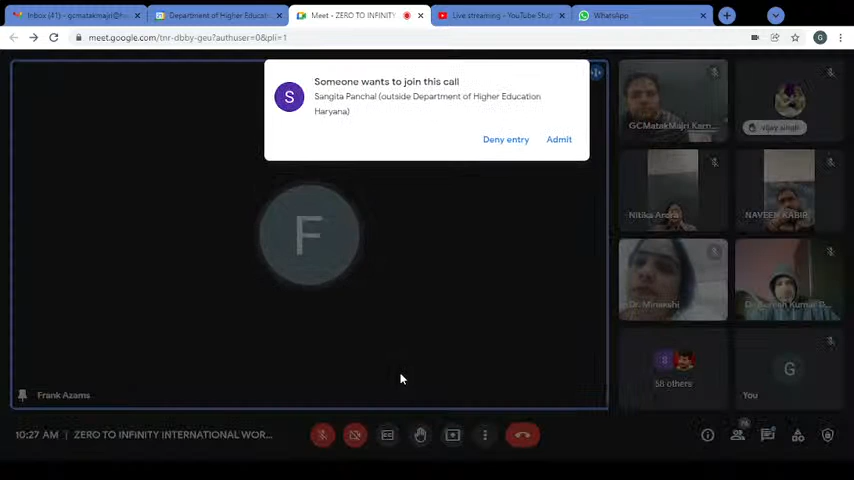 Inbox (41) – gcmatakmajri@h
Department of Higher Educati
Meet – ZERO TO INFINITY
Live streaming – YouTube Stud
WhatsApp
meet.google.com/tnr-dbby-geu?authuser=0&pli=1
G
Someone wants to join this call
S
Sangita Panchal (outside Department of Higher Education
Haryana)
Deny entry
Admit
F
Frank Azams
GCMatakMajri Karn...
vijay singh
Nitika Arora
NAVEEN KABIR
Dr. Minakshi
Kumar D...
S
58 others
G
You
10:27 AM | ZERO TO INFINITY INTERNATIONAL WOR...